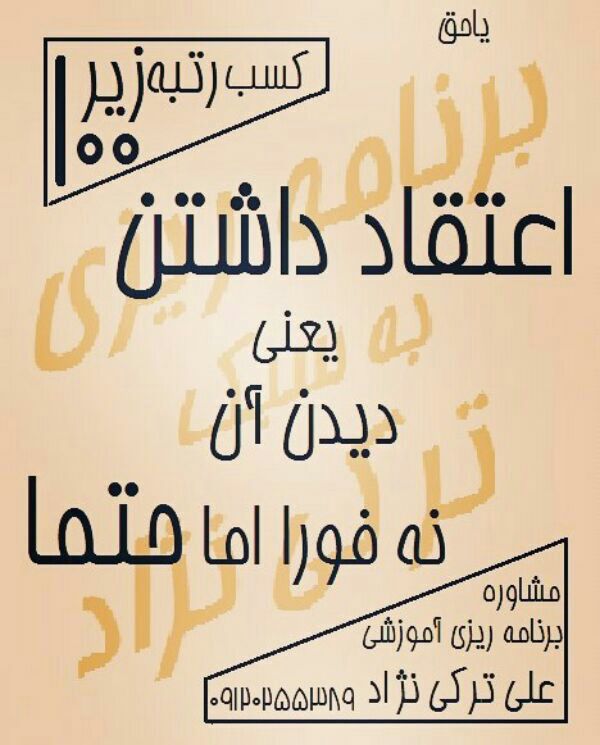 یاحق
کسب رتبه زیر
۱۰۰
اعتقاد داشتن
یعنی
دیدن آن
نه فورا اما حتما
برنامه ریزی
به سبک
ترکی نژاد
مشاوره
برنامه ریزی آموزشی
علی ترکی نژاد ۰۹۱۲۰۲۵۵۳۸۹